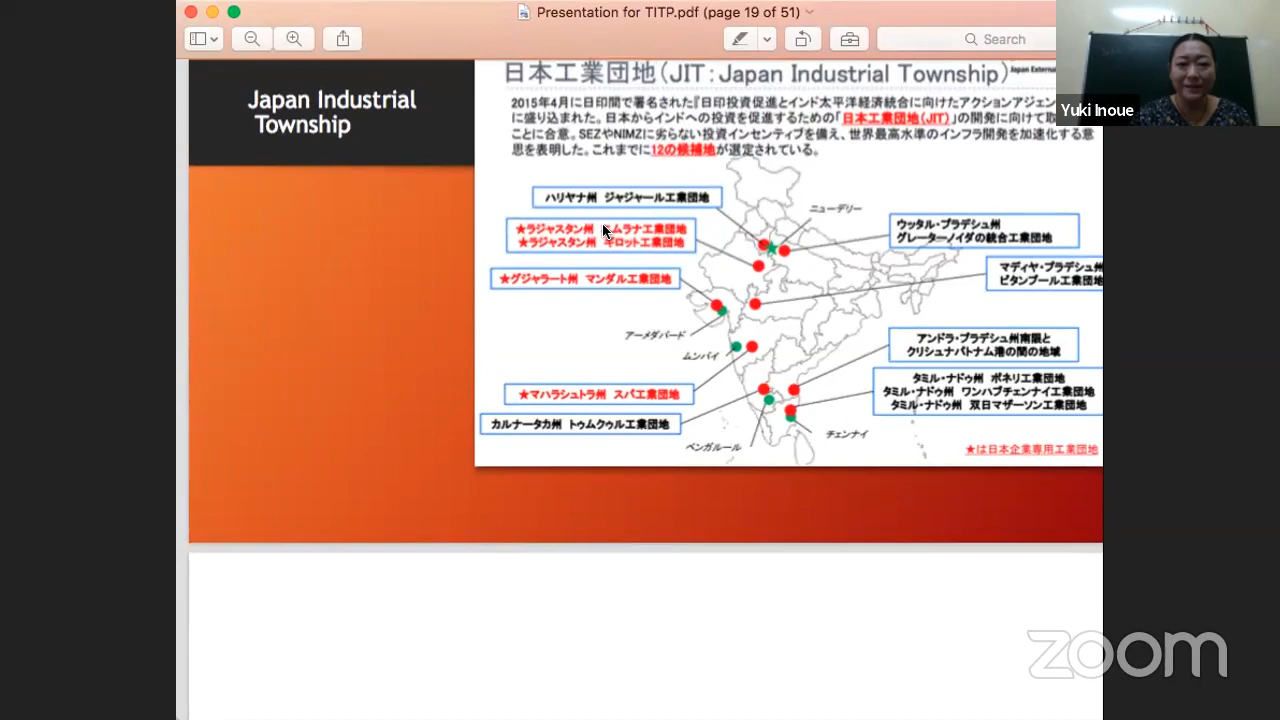 Presentation for TITP.pdf (page 19 of 51)
Search
Yuki Inoue
Japan Industrial
Township
日本工業団地(JIT:Japan Industrial Township)
Japan Externa
2015年4月に日印間で署名された『日印投資促進とインド太平洋経済統合に向けたアクションアジェン
に盛り込まれた。日本からインドへの投資を促進するための「日本工業団地(JIT)」の開発に向けて取
ことに合意。SEZやNIMZに劣らない投資インセンティブを備え、世界最高水準のインフラ開発を加速化する意
思を表明した。これまでに12の候補地が選定されている。
ハリヤナ州 ジャジャール工業団地
ニューデリー
★ラジャスタン州 ムラナ工業団地
★ラジャスタン州 ギロット工業団地
ウッタル・プラデシュ州
グレーターノイダの統合工業団地
★グジャラート州 マンダル工業団地
マディヤ・プラデシュ州
ピタンプール工業団地
アーメダバード
ムンバイ
アンドラ・プラデシュ州南限と
クリシュナパトナム港の間の地域
★マハラシュトラ州 スパ工業団地
タミル・ナドゥ州 ポネリ工業団地
タミル・ナドゥ州 ワンハブチェンナイ工業団地
タミル・ナドゥ州 双日マザーソン工業団地
カルナータカ州 トゥムクゥル工業団地
ベンガルール
チェンナイ
★は日本企業専用工業団地
zoom